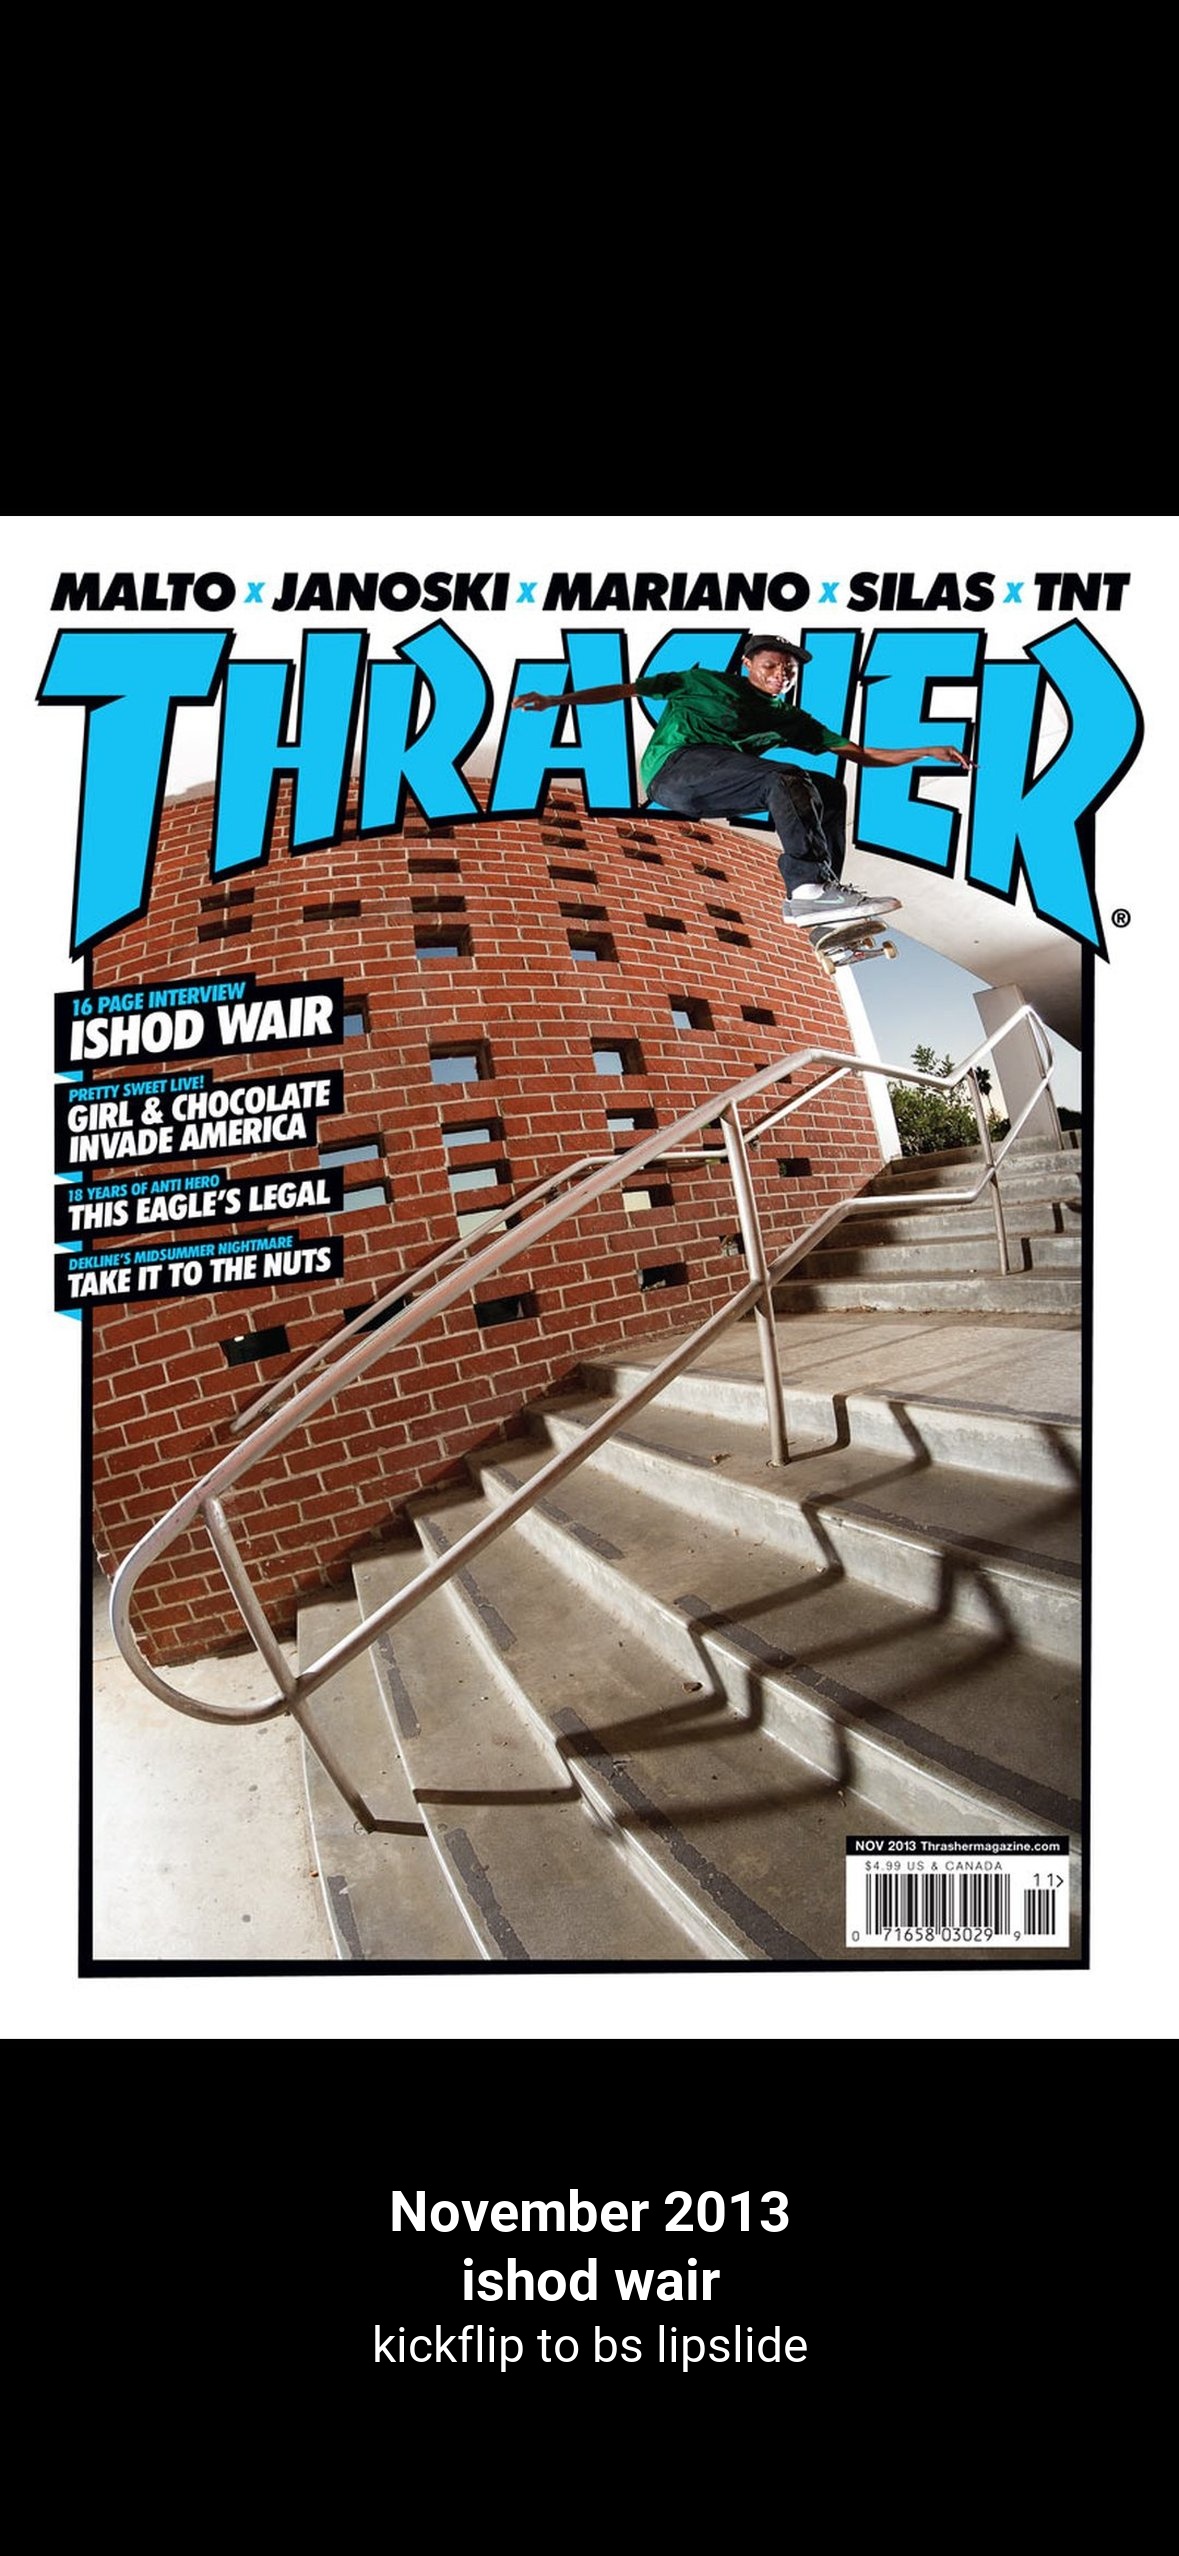 MALTO x JANOSKI x MARIANO x SILAS x TNT
THRASHER
®
16 PAGE INTERVIEW
ISHOD WAIR
PRETTY SWEET LIVE!
GIRL & CHOCOLATE
INVADE AMERICA
18 YEARS OF ANTI HERO
THIS EAGLE'S LEGAL
DEKLINE'S MIDSUMMER NIGHTMARE
TAKE IT TO THE NUTS
NOV 2013 Thrashermagazine.com
$4.99 US & CANADA
11>
0 71658 03029 9
November 2013
ishod wair
kickflip to bs lipslide